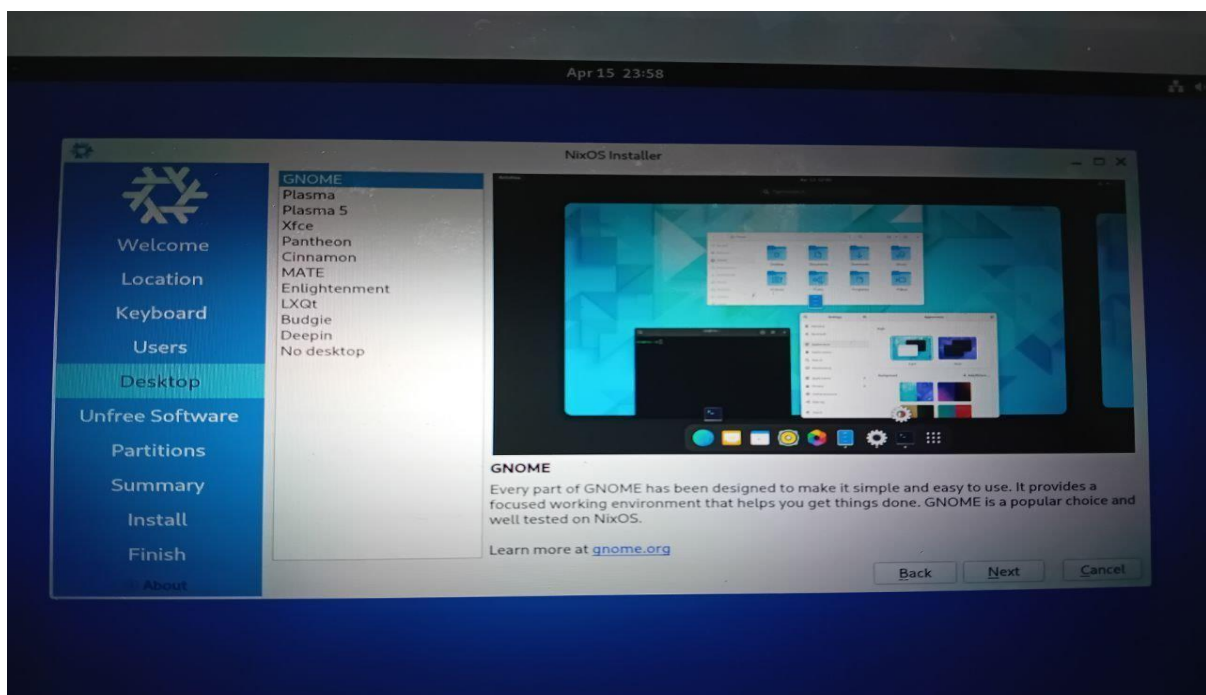 Apr 15 23:58
NixOS Installer
Welcome
Location
Keyboard
Users
Desktop
Unfree Software
Partitions
Summary
Install
Finish
About
GNOME
Plasma
Plasma 5
Xfce
Pantheon
Cinnamon
MATE
Enlightenment
LXQt
Budgie
Deepin
No desktop
GNOME
Every part of GNOME has been designed to make it simple and easy to use. It provides a
focused working environment that helps you get things done. GNOME is a popular choice and
well tested on NixOS.
Learn more at gnome.org
Back Next Cancel